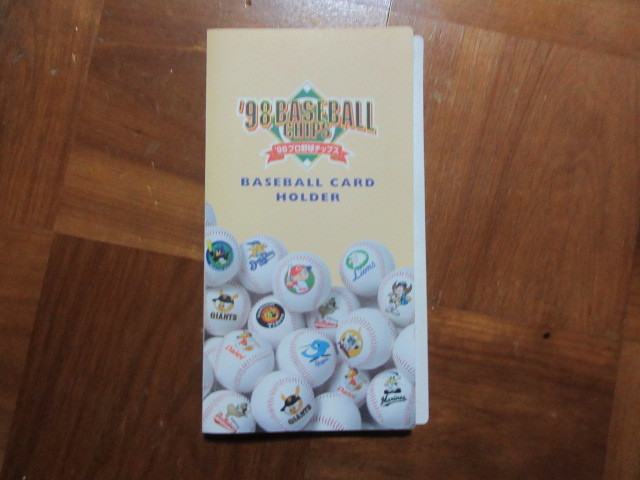 '98 BASEBALL
CHIPS
'98プロ野球チップス
BASEBALL CARD
HOLDER
Lions
GIANTS
Daiei
Marines
GIANTS